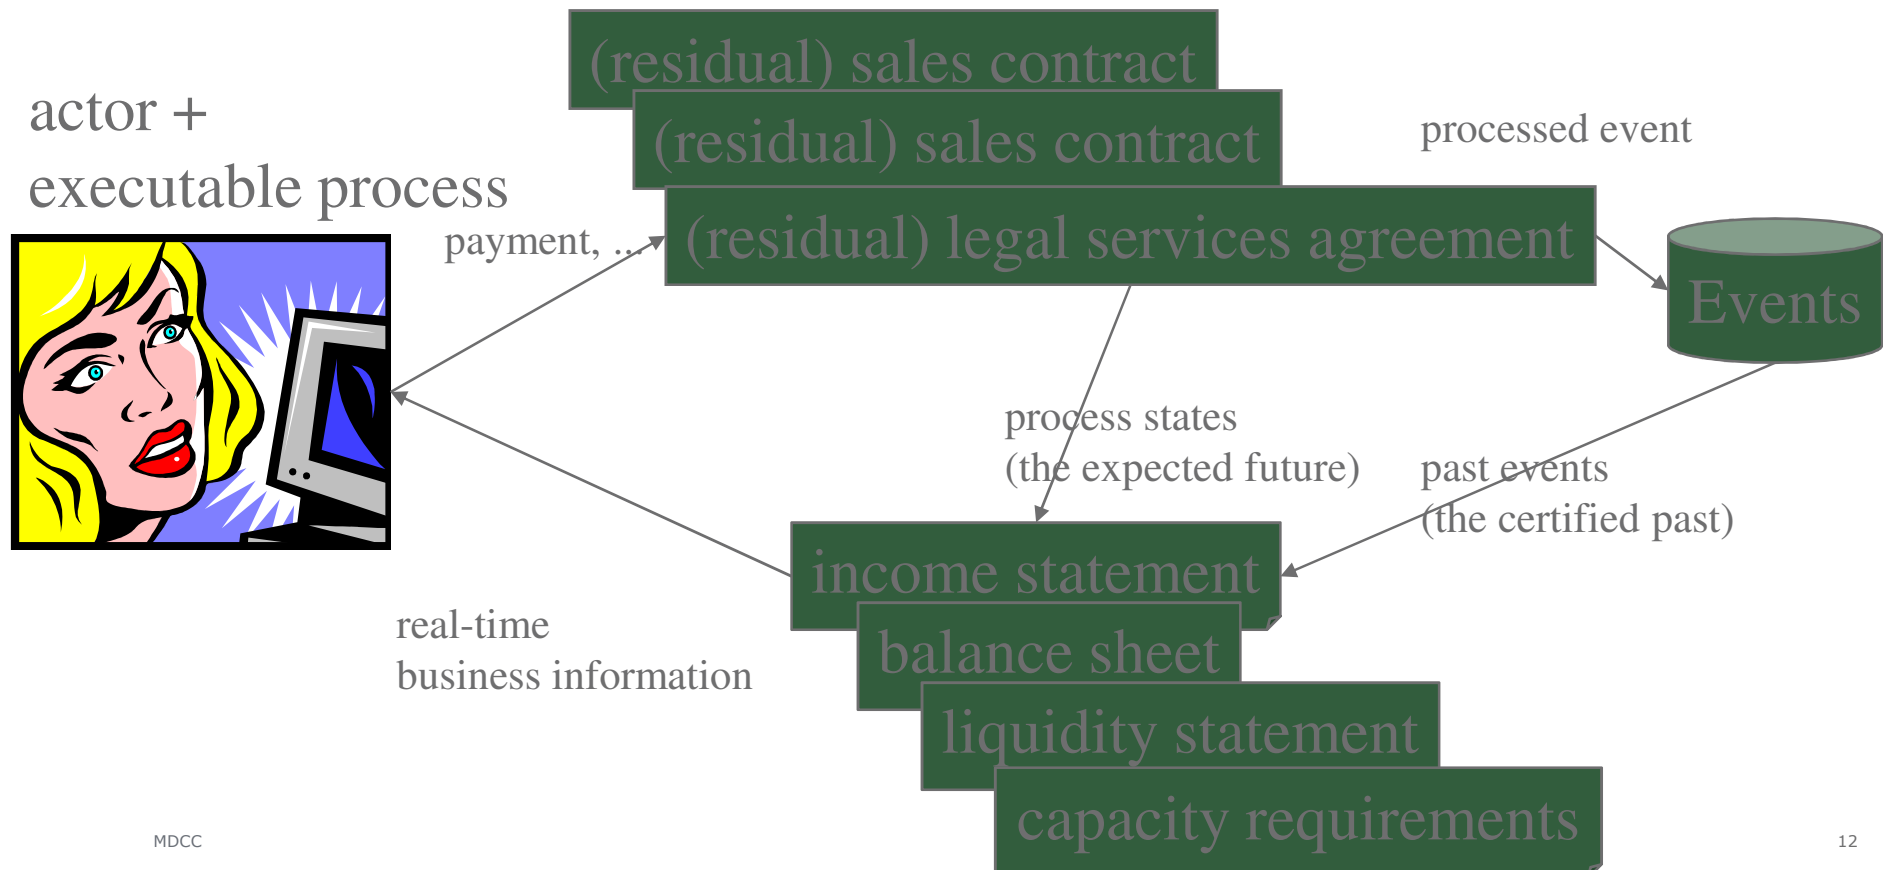 (residual) sales contract
actor +
executable process
(residual) sales contract
processed event
payment, ...
(residual) legal services agreement
Events
process states
(the expected future)
past events
(the certified past)
income statement
real-time
business information
balance sheet
liquidity statement
capacity requirements
MDCC
12